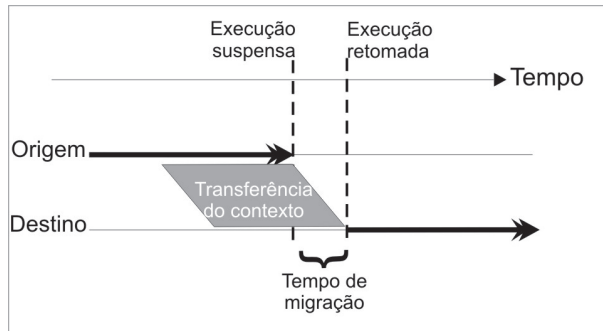 Execução
suspensa
Execução
retomada
Tempo
Origem
Transferência
do contexto
Destino
Tempo de
migração